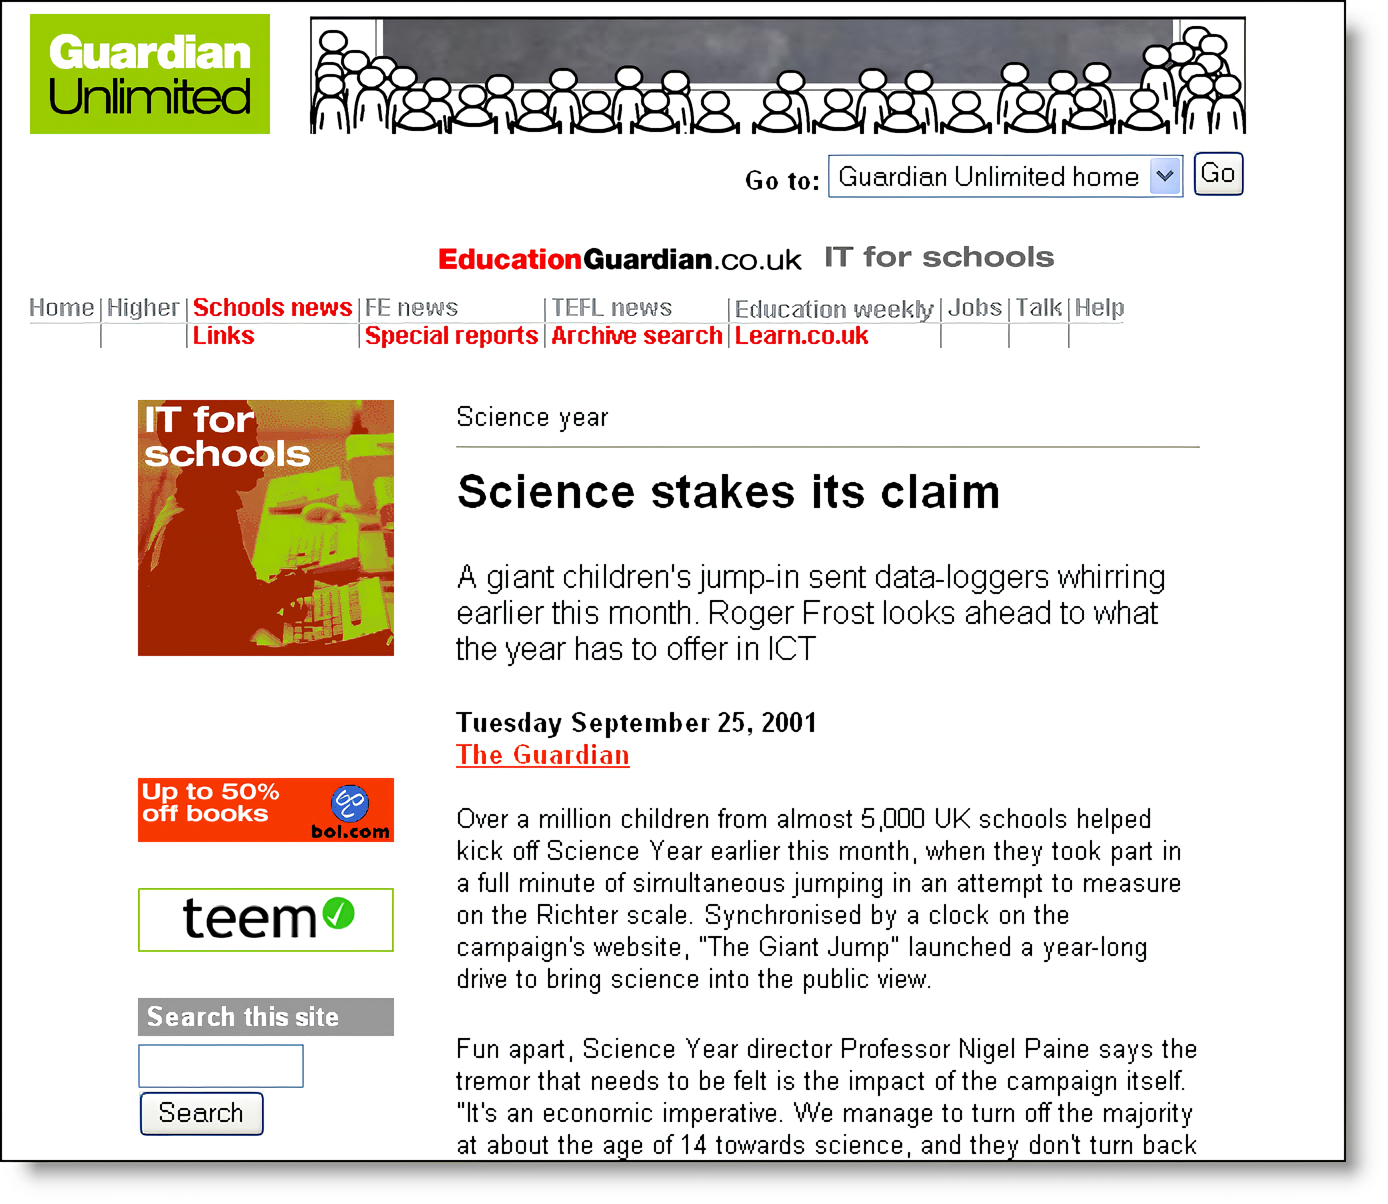 Guardian
Unlimited
Go to: Guardian Unlimited home Go
EducationGuardian.co.uk IT for schools
Home Higher Schools news FE news TEFL news Education weekly Jobs Talk Help
Links Special reports Archive search Learn.co.uk
IT for
schools
Science year
Science stakes its claim
A giant children's jump-in sent data-loggers whirring
earlier this month. Roger Frost looks ahead to what
the year has to offer in ICT
Tuesday September 25, 2001
The Guardian
Up to 50%
off books
bol.com
teem
Search this site
Search
Over a million children from almost 5,000 UK schools helped
kick off Science Year earlier this month, when they took part in
a full minute of simultaneous jumping in an attempt to measure
on the Richter scale. Synchronised by a clock on the
campaign's website, "The Giant Jump" launched a year-long
drive to bring science into the public view.
Fun apart, Science Year director Professor Nigel Paine says the
tremor that needs to be felt is the impact of the campaign itself.
"It's an economic imperative. We manage to turn off the majority
at about the age of 14 towards science, and they don't turn back